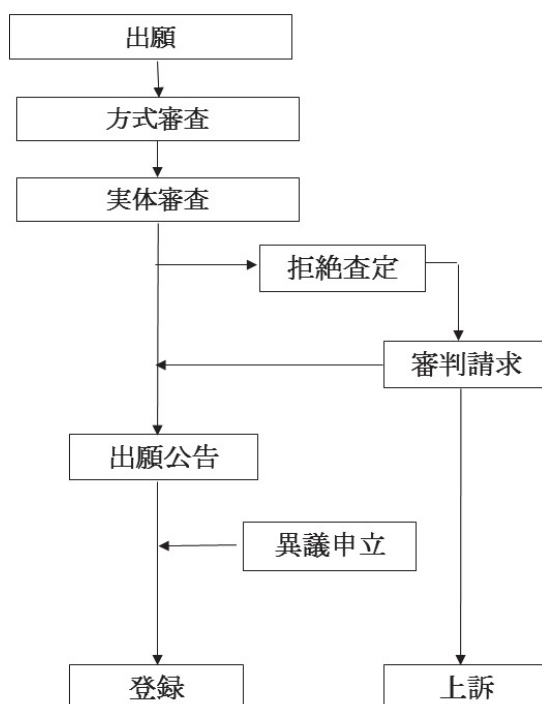 出願
方式審査
実体審査
拒絶査定
審判請求
出願公告
異議申立
登録
上訴